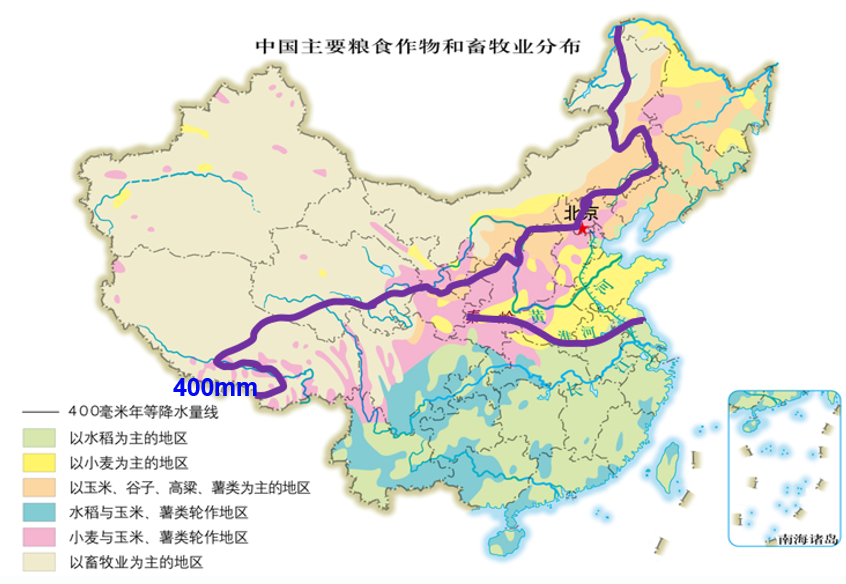 中国主要粮食作物和畜牧业分布
北京
秦 岭
黄
河
淮河
长 江
400mm
400毫米年等降水量线
以水稻为主的地区
以小麦为主的地区
以玉米、谷子、高粱、薯类为主的地区
水稻与玉米、薯类轮作地区
小麦与玉米、薯类轮作地区
以畜牧业为主的地区
南海诸岛